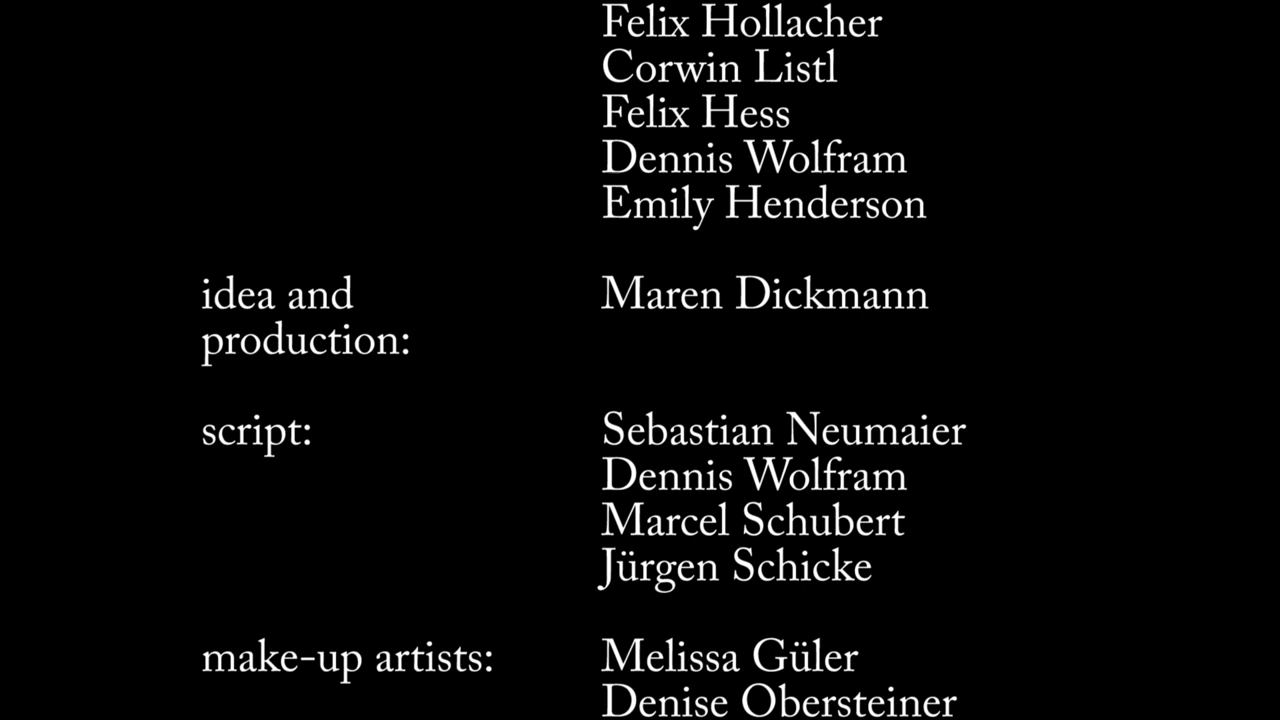 Felix Hollacher
Corwin Listl
Felix Hess
Dennis Wolfram
Emily Henderson
idea and production: Maren Dickmann
script: Sebastian Neumaier
Dennis Wolfram
Marcel Schubert
Jürgen Schicke
make-up artists: Melissa Güler
Denise Obersteiner